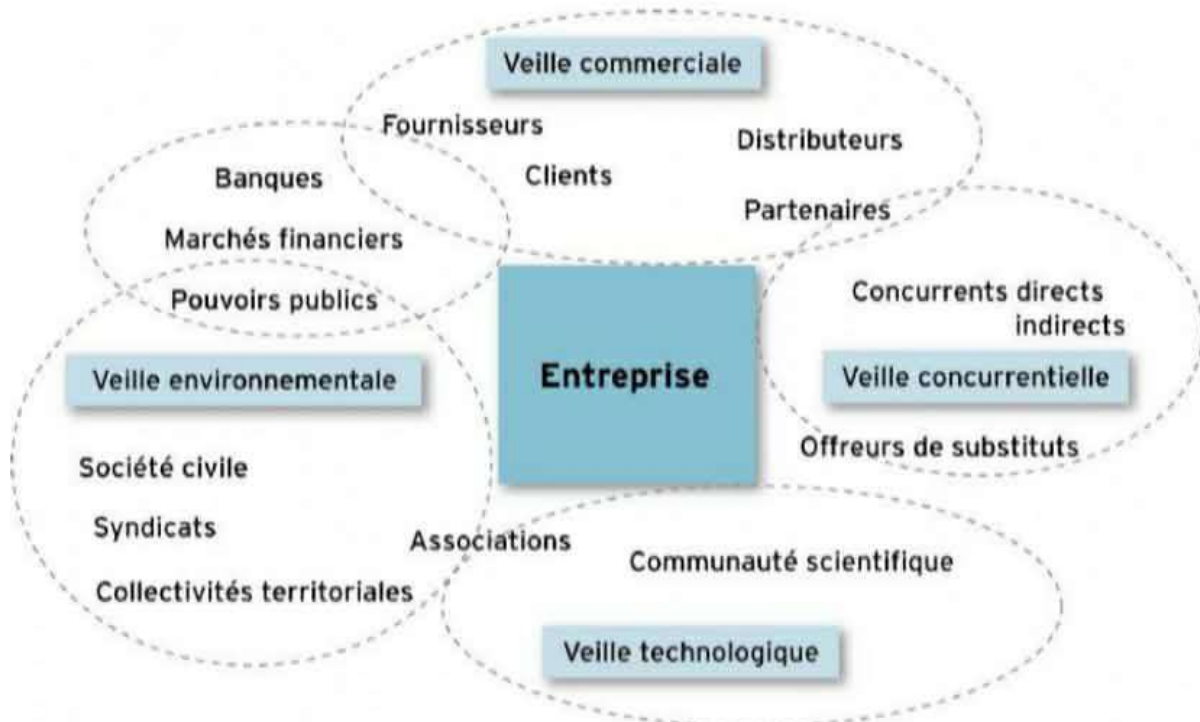 Veille commerciale
Fournisseurs
Distributeurs
Banques
Clients
Partenaires
Marchés financiers
Pouvoirs publics
Concurrents directs
indirects
Entreprise
Veille environnementale
Veille concurrentielle
Offreurs de substituts
Société civile
Syndicats
Associations
Communauté scientifique
Collectivités territoriales
Veille technologique